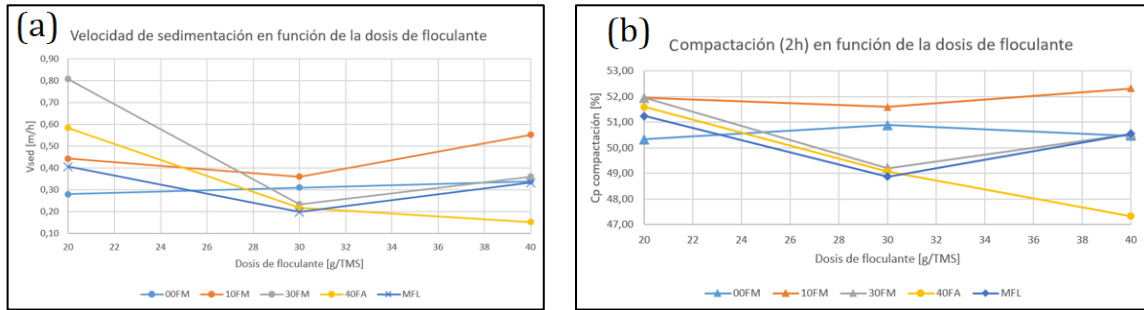 (a)
Velocidad de sedimentación en función de la dosis de floculante
0,90
0,80
0,70
0,60
0,50
0,40
0,30
0,20
0,10
Vsed [m/h]
20 22 24 26 28 30 32 34 36 38 40
Dosis de floculante [g/TMS]
00FM 10FM 30FM 40FA MFL
(b)
Compactación (2h) en función de la dosis de floculante
53,00
52,00
51,00
50,00
49,00
48,00
47,00
Cp compactación [%]
20 22 24 26 28 30 32 34 36 38 40
Dosis de floculante [g/TMS]
00FM 10FM 30FM 40FA MFL